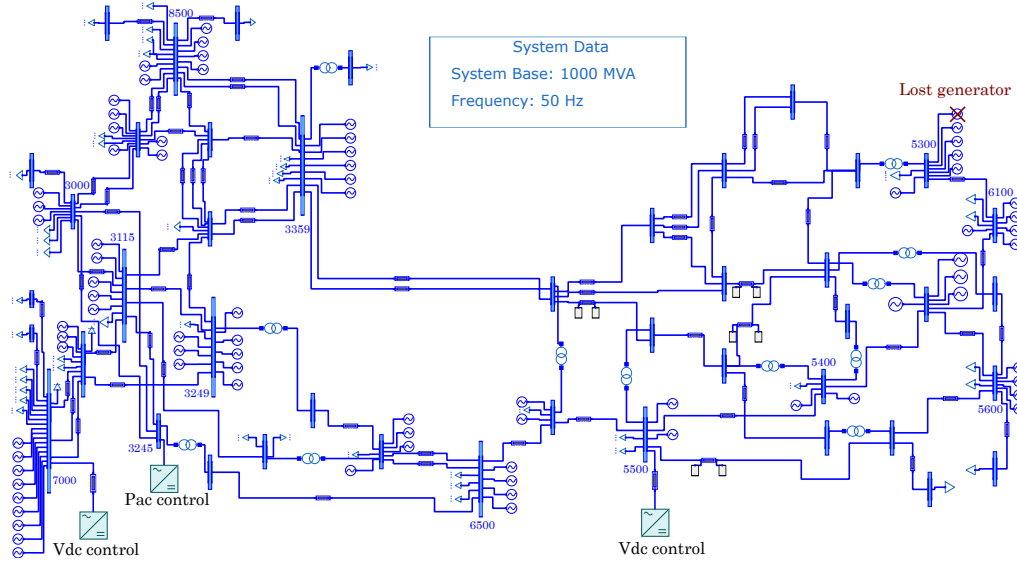 8500
System Data
System Base: 1000 MVA
Frequency: 50 Hz
Lost generator
5300
3000
6100
3115
3359
3249
5400
5600
3245
5500
7000
Pac control
6500
Vdc control
Vdc control